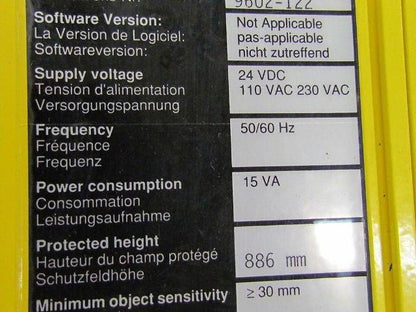 9602-122
Software Version: Not Applicable
La Version de Logiciel: pas-applicable
Softwareversion: nicht zutreffend
Supply voltage 24 VDC
Tension d'alimentation 110 VAC 230 VAC
Versorgungspannung
Frequency 50/60 Hz
Fréquence
Frequenz
Power consumption 15 VA
Consommation
Leistungsaufnahme
Protected height
Hauteur du champ protégé 886 mm
Schutzfeldhöhe
Minimum object sensitivity ≥ 30 mm